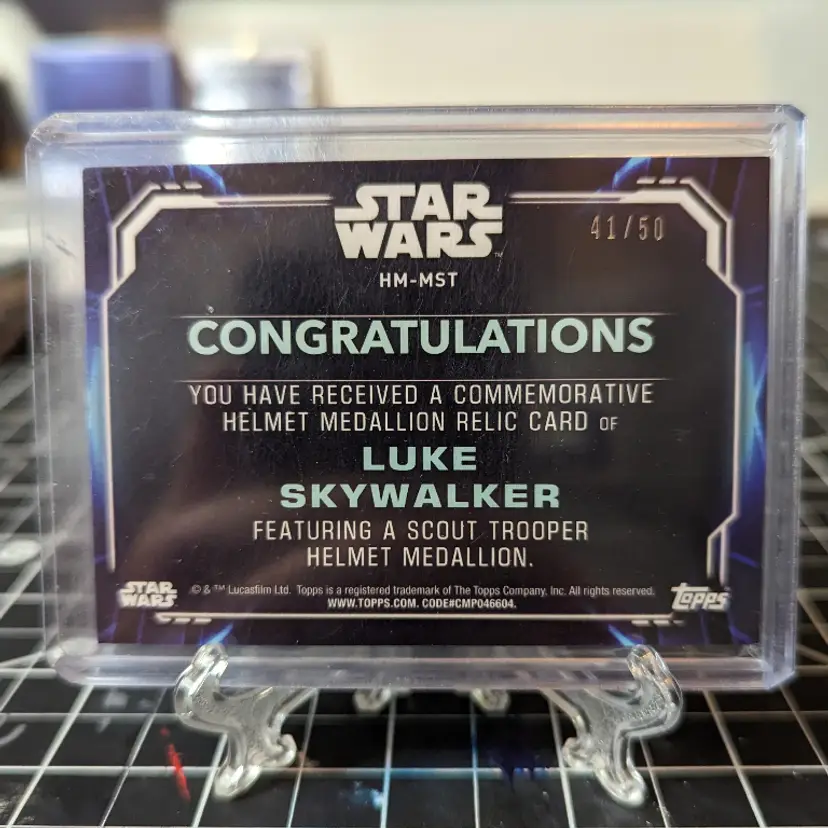 STAR
WARS™
41/50
HM-MST
CONGRATULATIONS
YOU HAVE RECEIVED A COMMEMORATIVE
HELMET MEDALLION RELIC CARD OF
LUKE
SKYWALKER
FEATURING A SCOUT TROOPER
HELMET MEDALLION.
STAR
WARS
© & ™ Lucasfilm Ltd. Topps is a registered trademark of The Topps Company, Inc. All rights reserved.
WWW.TOPPS.COM. CODE#CMP046604.
topps